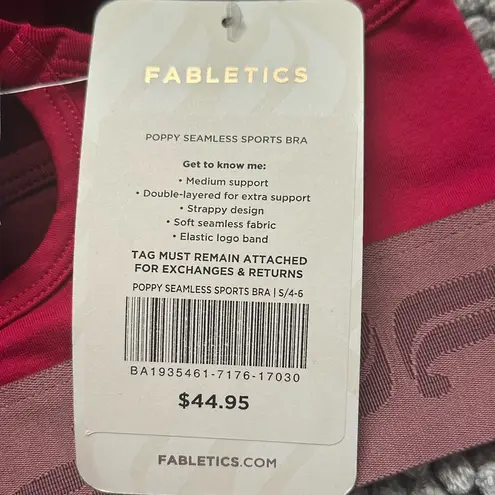 FABLETICS
POPPY SEAMLESS SPORTS BRA
Get to know me:
• Medium support
• Double-layered for extra support
• Strappy design
• Soft seamless fabric
• Elastic logo band
TAG MUST REMAIN ATTACHED
FOR EXCHANGES & RETURNS
POPPY SEAMLESS SPORTS BRA | S/4-6
BA1935461-7176-17030
$44.95
FABLETICS.COM